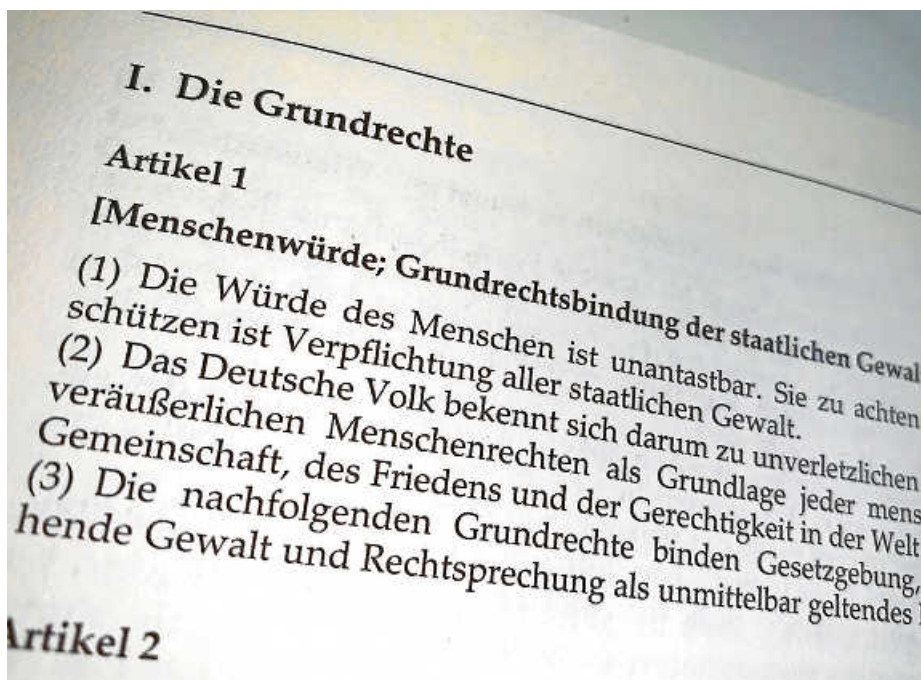 I. Die Grundrechte
Artikel 1
[Menschenwürde; Grundrechtsbindung der staatlichen Gewal
(1) Die Würde des Menschen ist unantastbar. Sie zu achten
schützen ist Verpflichtung aller staatlichen Gewalt.
(2) Das Deutsche Volk bekennt sich darum zu unverletzlichen
veräußerlichen Menschenrechten als Grundlage jeder mens
Gemeinschaft, des Friedens und der Gerechtigkeit in der Welt
(3) Die nachfolgenden Grundrechte binden Gesetzgebung,
hende Gewalt und Rechtsprechung als unmittelbar geltendes
Artikel 2